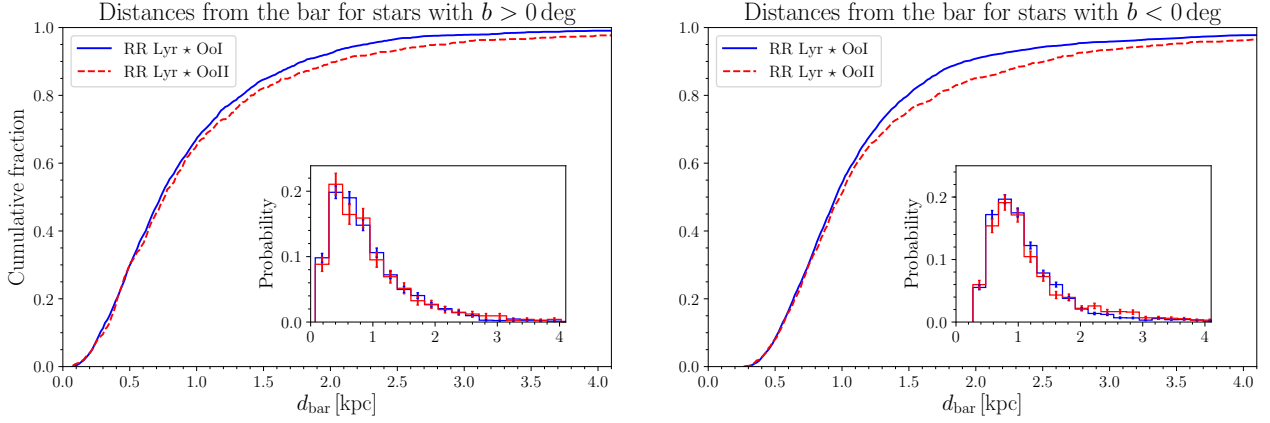 Distances from the bar for stars with b > 0 deg
RR Lyr ⋆ OoI
RR Lyr ⋆ OoII
Cumulative fraction
1.0
0.8
0.6
0.4
0.2
0.0
0.0 0.5 1.0 1.5 2.0 2.5 3.0 3.5 4.0
d_bar [kpc]
Probability
0.2
0.1
0.0
0 1 2 3 4
Distances from the bar for stars with b < 0 deg
RR Lyr ⋆ OoI
RR Lyr ⋆ OoII
1.0
0.8
0.6
0.4
0.2
0.0
0.0 0.5 1.0 1.5 2.0 2.5 3.0 3.5 4.0
d_bar [kpc]
Probability
0.2
0.1
0.0
0 1 2 3 4